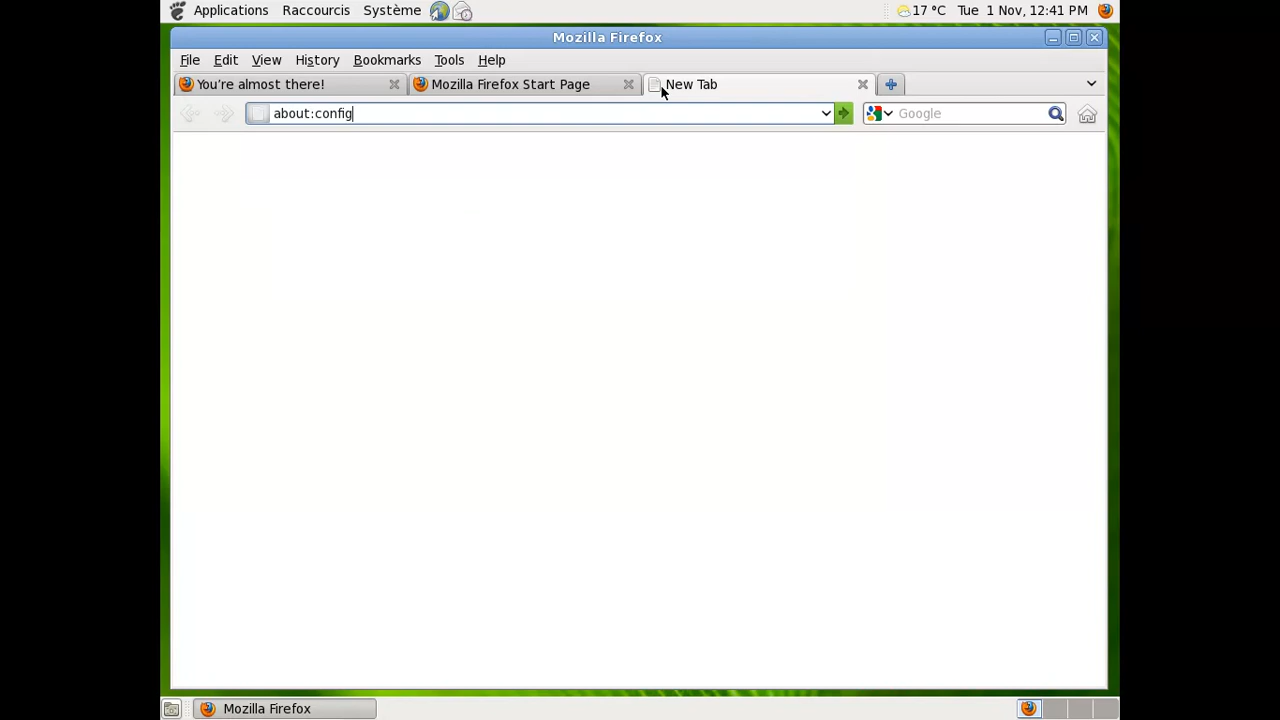 Applications Raccourcis Système 17 °C Tue 1 Nov, 12:41 PM
Mozilla Firefox
File Edit View History Bookmarks Tools Help
You're almost there! Mozilla Firefox Start Page New Tab
about:config Google
Mozilla Firefox